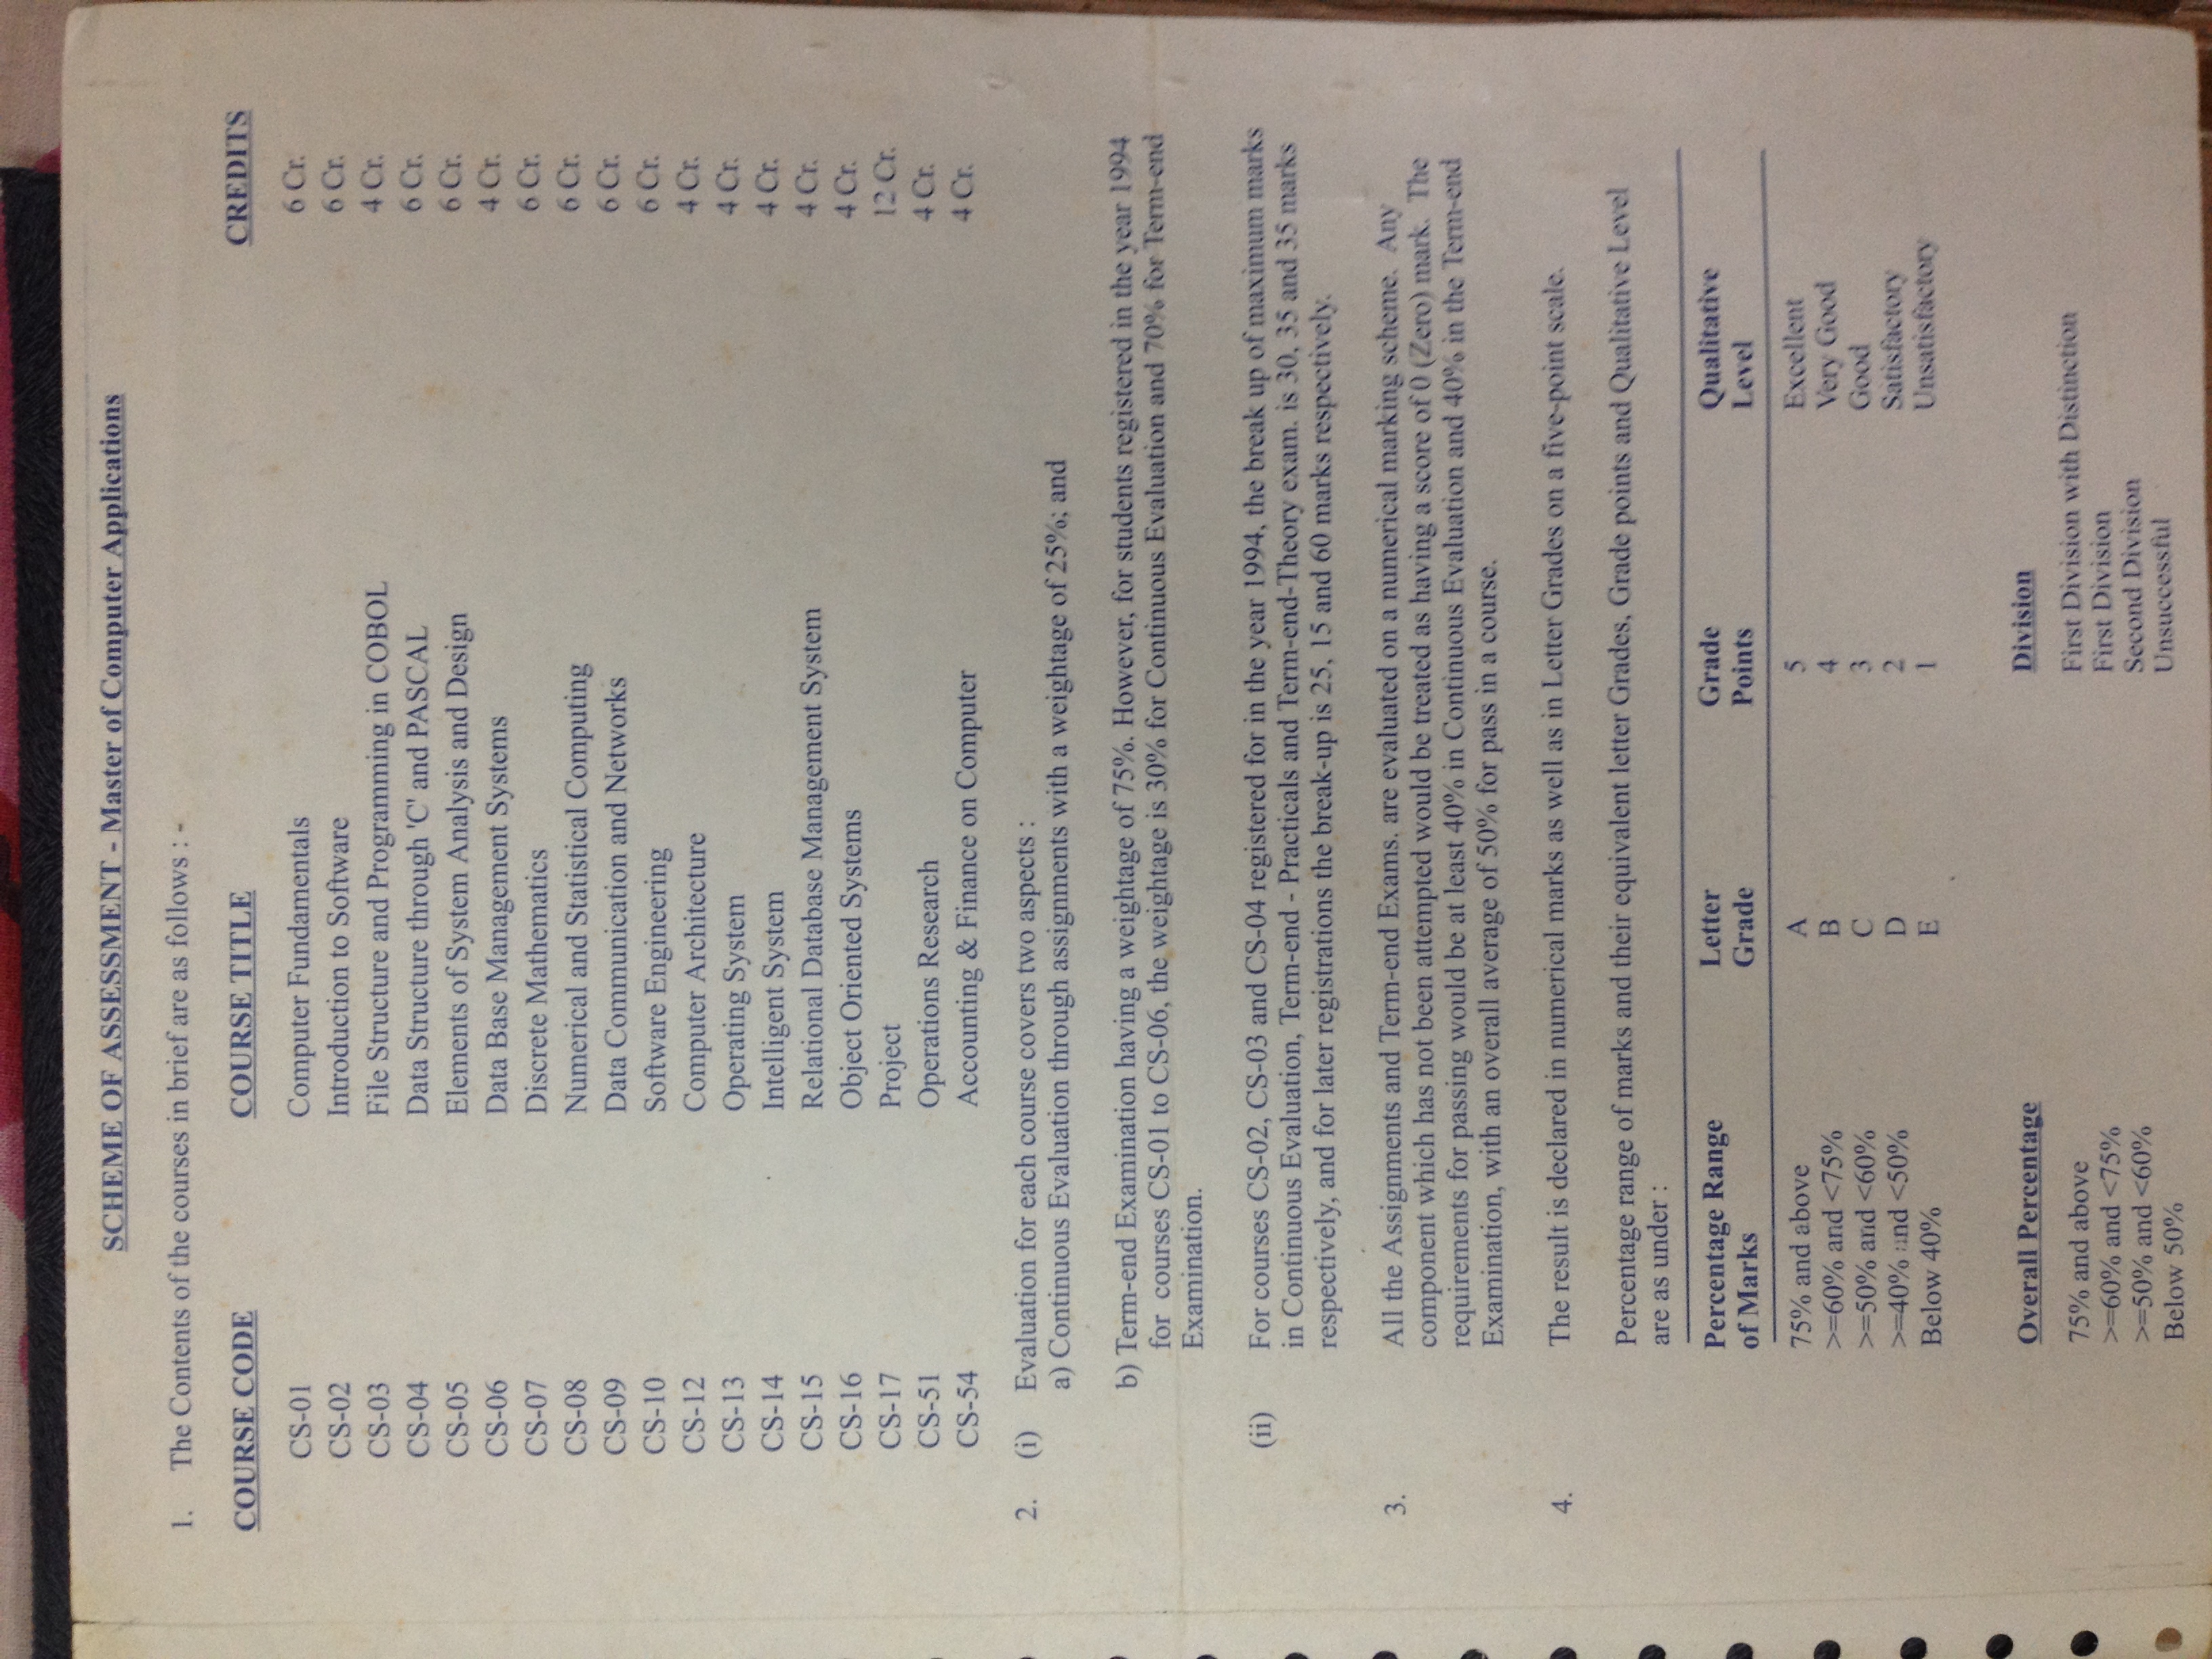 SCHEME OF ASSESSMENT - Master of Computer Applications
1. The Contents of the courses in brief are as follows : -
COURSE CODE COURSE TITLE CREDITS
CS-01 Computer Fundamentals 6 Cr.
CS-02 Introduction to Software 6 Cr.
CS-03 File Structure and Programming in COBOL 4 Cr.
CS-04 Data Structure through 'C' and PASCAL 6 Cr.
CS-05 Elements of System Analysis and Design 6 Cr.
CS-06 Data Base Management Systems 4 Cr.
CS-07 Discrete Mathematics 6 Cr.
CS-08 Numerical and Statistical Computing 6 Cr.
CS-09 Data Communication and Networks 6 Cr.
CS-10 Software Engineering 6 Cr.
CS-12 Computer Architecture 4 Cr.
CS-13 Operating System 4 Cr.
CS-14 Intelligent System 4 Cr.
CS-15 Relational Database Management System 4 Cr.
CS-16 Object Oriented Systems 4 Cr.
CS-17 Project 12 Cr.
CS-51 Operations Research 4 Cr.
CS-54 Accounting & Finance on Computer 4 Cr.
2. (i) Evaluation for each course covers two aspects :
a) Continuous Evaluation through assignments with a weightage of 25%; and
b) Term-end Examination having a weightage of 75%. However, for students registered in the year 1994
for courses CS-01 to CS-06, the weightage is 30% for Continuous Evaluation and 70% for Term-end
Examination.
(ii) For courses CS-02, CS-03 and CS-04 registered for in the year 1994, the break up of maximum marks
in Continuous Evaluation, Term-end - Practicals and Term-end-Theory exam. is 30, 35 and 35 marks
respectively, and for later registrations the break-up is 25, 15 and 60 marks respectively.
3. All the Assignments and Term-end Exams. are evaluated on a numerical marking scheme. Any
component which has not been attempted would be treated as having a score of 0 (Zero) mark. The
requirements for passing would be at least 40% in Continuous Evaluation and 40% in the Term-end
Examination, with an overall average of 50% for pass in a course.
4. The result is declared in numerical marks as well as in Letter Grades on a five-point scale.
Percentage range of marks and their equivalent letter Grades, Grade points and Qualitative Level
are as under :
Percentage Range Letter Grade Qualitative
of Marks Grade Points Level
75% and above A 5 Excellent
>=60% and <75% B 4 Very Good
>=50% and <60% C 3 Good
>=40% and <50% D 2 Satisfactory
Below 40% E 1 Unsatisfactory
Overall Percentage Division
75% and above First Division with Distinction
>=60% and <75% First Division
>=50% and <60% Second Division
Below 50% Unsuccessful